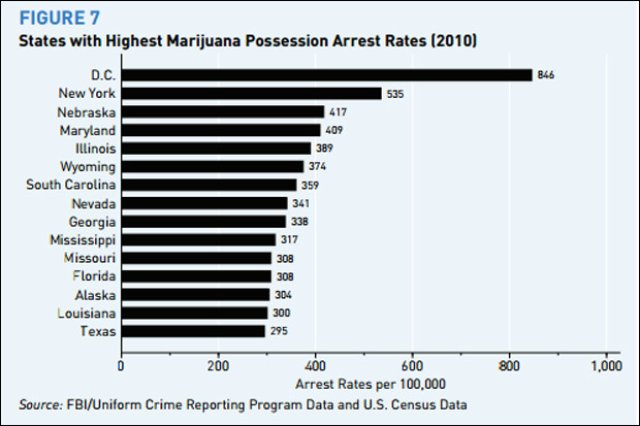 FIGURE 7
States with Highest Marijuana Possession Arrest Rates (2010)
D.C. 846
New York 535
Nebraska 417
Maryland 409
Illinois 389
Wyoming 374
South Carolina 359
Nevada 341
Georgia 338
Mississippi 317
Missouri 308
Florida 308
Alaska 304
Louisiana 300
Texas 295
0 200 400 600 800 1,000
Arrest Rates per 100,000
Source: FBI/Uniform Crime Reporting Program Data and U.S. Census Data